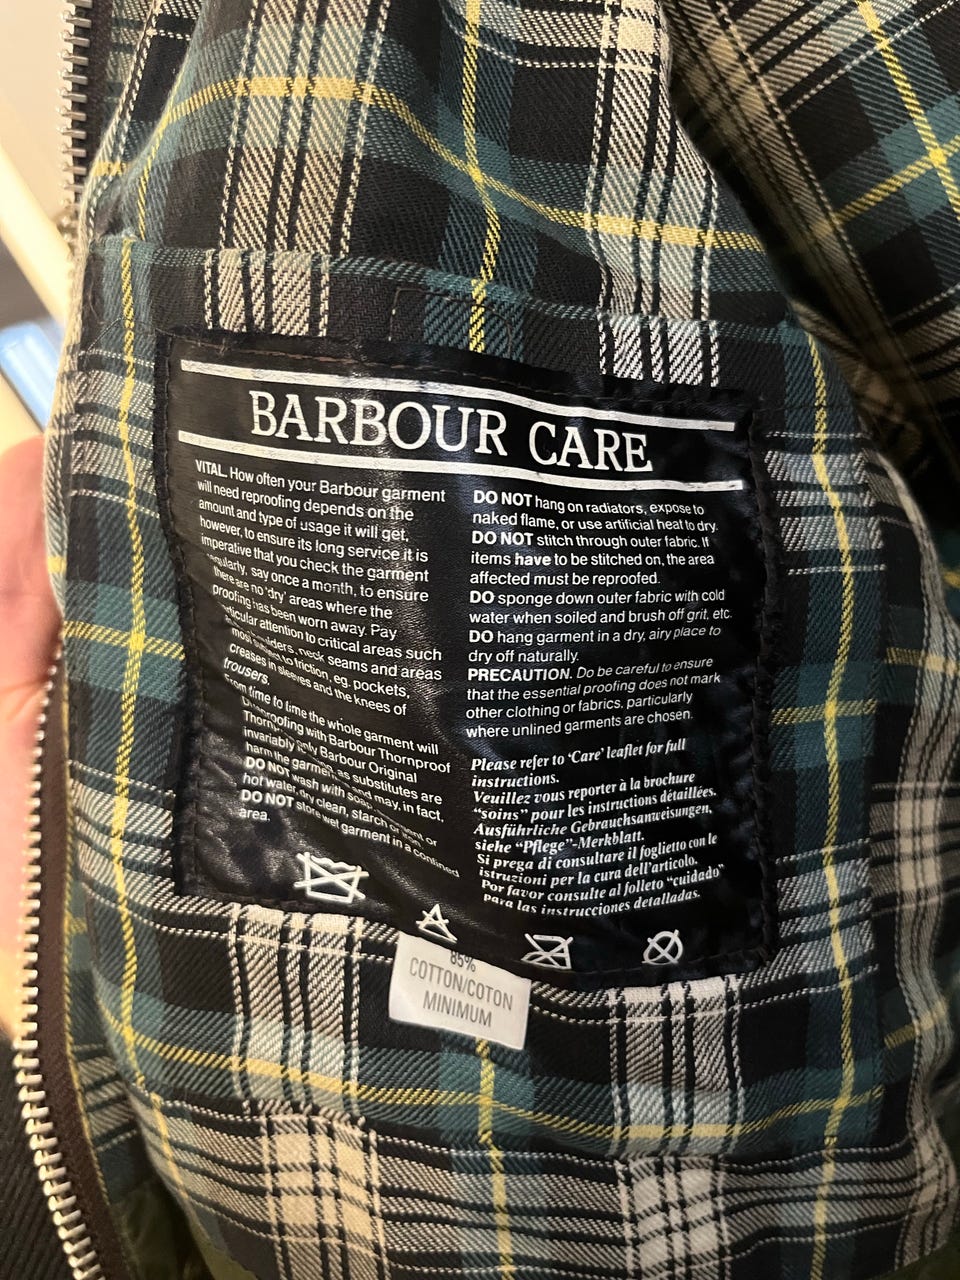 BARBOUR CARE
VITAL. How often your Barbour garment
will need reproofing depends on the
amount and type of usage it will get,
however, to ensure its long service it is
imperative that you check the garment
regularly, say once a month, to ensure
there are no 'dry' areas where the
proofing has been worn away. Pay
particular attention to critical areas such
shoulders, neck seams and areas
most subject to friction, eg. pockets,
creases in sleeves and the knees of
trousers.
From time to time the whole garment will
reproofing with Barbour Thornproof
only Barbour Original
invariably as substitutes are
harm the garment. and may, in fact,
DO NOT wash with soap, or
hot water, dry clean, starch or
DO NOT store wet garment in a confined
area.
DO NOT hang on radiators, expose to
naked flame, or use artificial heat to dry.
DO NOT stitch through outer fabric. If
items have to be stitched on, the area
affected must be reproofed.
DO sponge down outer fabric with cold
water when soiled and brush off grit, etc.
DO hang garment in a dry, airy place to
dry off naturally.
PRECAUTION. Do be careful to ensure
that the essential proofing does not mark
other clothing or fabrics, particularly
where unlined garments are chosen.
Please refer to 'Care' leaflet for full
instructions.
Veuillez vous reporter à la brochure
"soins" pour les instructions détaillées.
Ausführliche Gebrauchsanweisungen,
siehe "Pflege"-Merkblatt.
Si prega di consultare il foglietto con le
istruzioni per la cura dell'articolo.
Por favor consulte al folleto "cuidado"
para las instrucciones detalladas.
85%
COTTON/COTON
MINIMUM